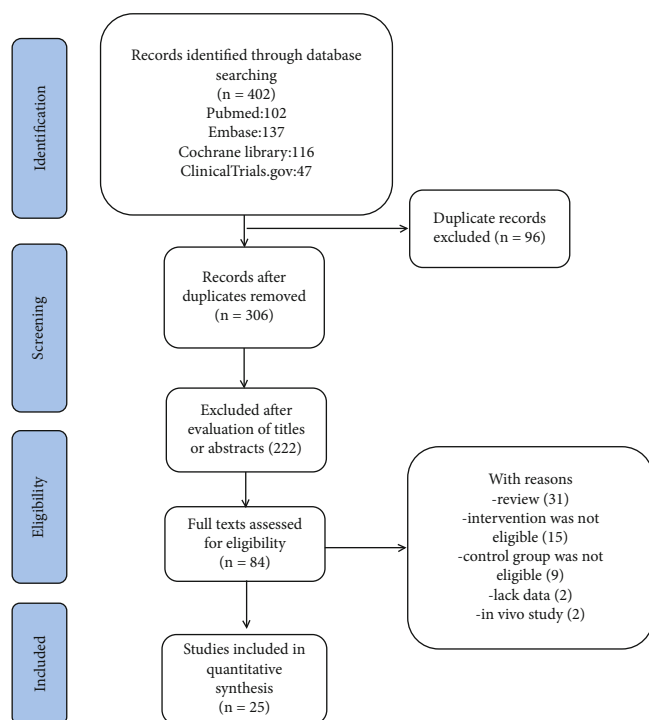 Identification
Records identified through database
searching
(n = 402)
Pubmed:102
Embase:137
Cochrane library:116
ClinicalTrials.gov:47
Duplicate records
excluded (n = 96)
Screening
Records after
duplicates removed
(n = 306)
Excluded after
evaluation of titles
or abstracts (222)
Eligibility
Full texts assessed
for eligibility
(n = 84)
With reasons
-review (31)
-intervention was not
eligible (15)
-control group was not
eligible (9)
-lack data (2)
-in vivo study (2)
Included
Studies included in
quantitative
synthesis
(n = 25)